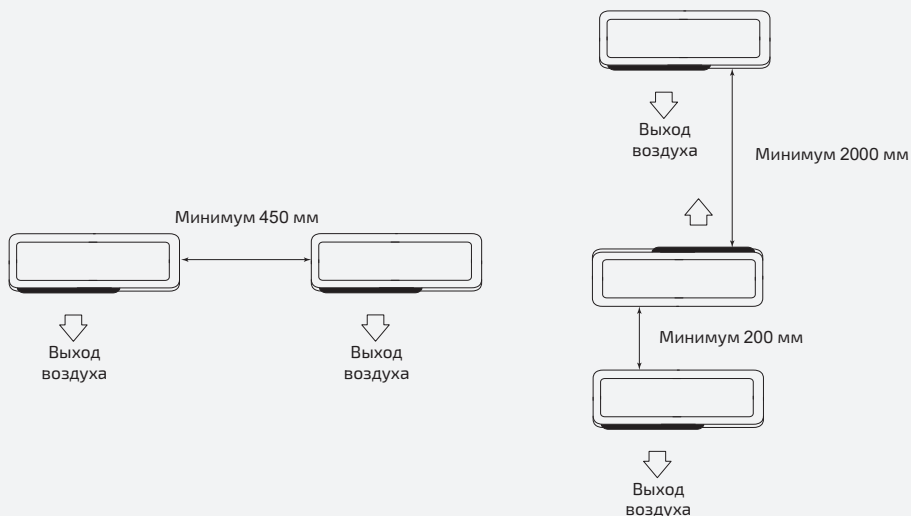 Выход
воздуха
Минимум 2000 мм
Минимум 450 мм
Минимум 200 мм
Выход
воздуха
Выход
воздуха
Выход
воздуха